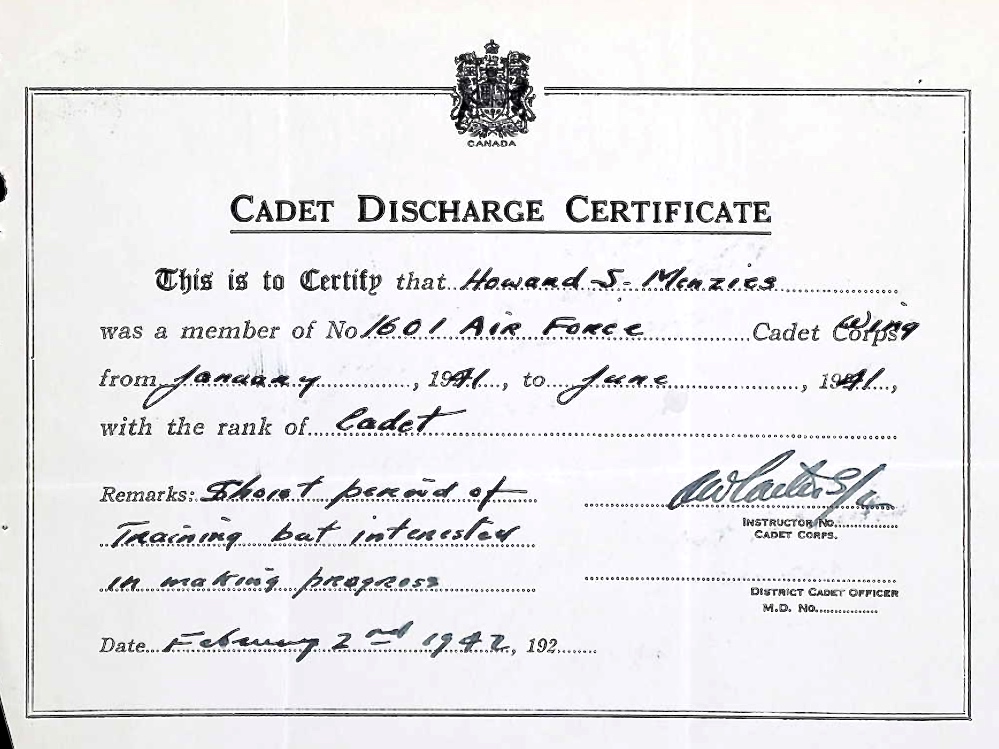 CANADA
CADET DISCHARGE CERTIFICATE
This is to Certify that Howard S. Menzies
was a member of No 1601 Air Force Cadet Corps Wing
from January, 1941, to June, 1941,
with the rank of Cadet
Remarks: Short period of
Training but interested
in making progress
INSTRUCTOR NO.
CADET CORPS.
DISTRICT CADET OFFICER
M.D. No.
Date February 2nd 1942, 192